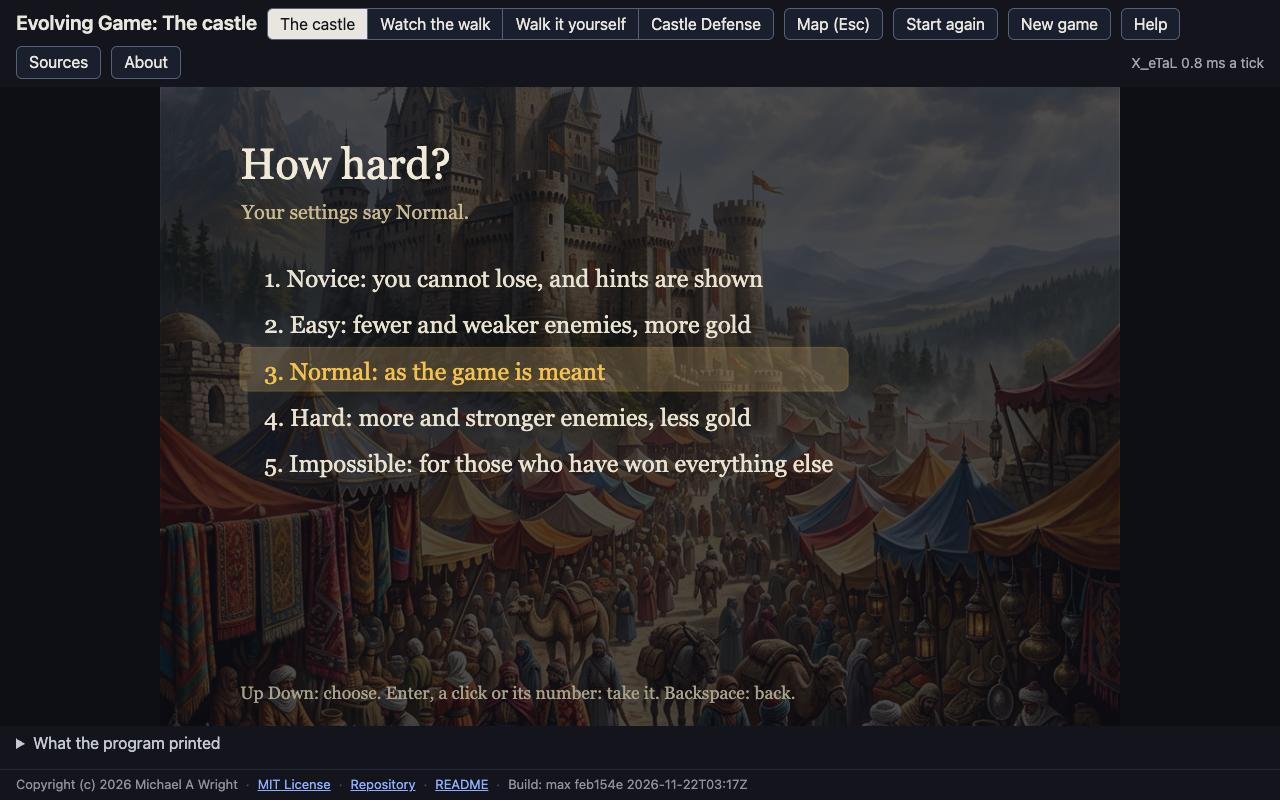 Evolving Game: The castle
The castle
Watch the walk
Walk it yourself
Castle Defense
Map (Esc)
Start again
New game
Help
Sources
About
X_eTaL 0.8 ms a tick
How hard?
Your settings say Normal.
1. Novice: you cannot lose, and hints are shown
2. Easy: fewer and weaker enemies, more gold
3. Normal: as the game is meant
4. Hard: more and stronger enemies, less gold
5. Impossible: for those who have won everything else
Up Down: choose. Enter, a click or its number: take it. Backspace: back.
What the program printed
Copyright (c) 2026 Michael A Wright · MIT License · Repository · README · Build: max feb154e 2026-11-22T03:17Z